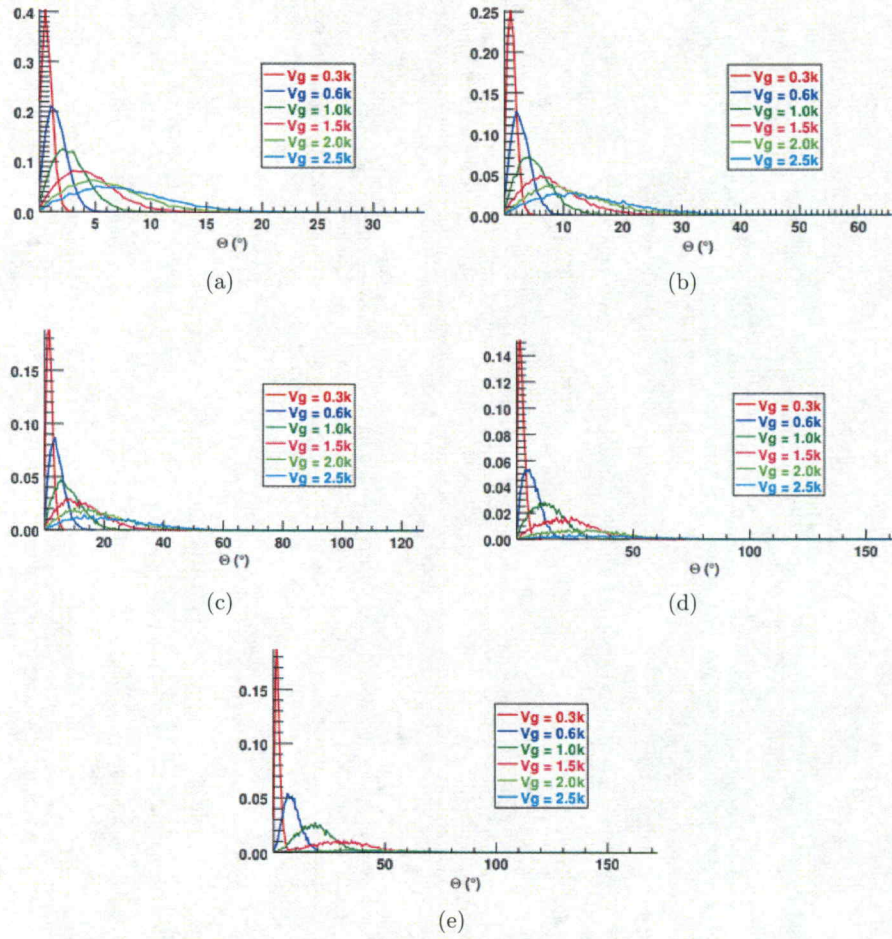 0.4
0.3
0.2
0.1
0.0
5 10 15 20 25 30
Θ (°)
Vg = 0.3k
Vg = 0.6k
Vg = 1.0k
Vg = 1.5k
Vg = 2.0k
Vg = 2.5k
(a)
0.25
0.20
0.15
0.10
0.05
0.00
10 20 30 40 50 60
Θ (°)
Vg = 0.3k
Vg = 0.6k
Vg = 1.0k
Vg = 1.5k
Vg = 2.0k
Vg = 2.5k
(b)
0.15
0.10
0.05
0.00
20 40 60 80 100 120
Θ (°)
Vg = 0.3k
Vg = 0.6k
Vg = 1.0k
Vg = 1.5k
Vg = 2.0k
Vg = 2.5k
(c)
0.14
0.12
0.10
0.08
0.06
0.04
0.02
0.00
50 100 150
Θ (°)
Vg = 0.3k
Vg = 0.6k
Vg = 1.0k
Vg = 1.5k
Vg = 2.0k
Vg = 2.5k
(d)
0.15
0.10
0.05
0.00
50 100 150
Θ (°)
Vg = 0.3k
Vg = 0.6k
Vg = 1.0k
Vg = 1.5k
Vg = 2.0k
Vg = 2.5k
(e)